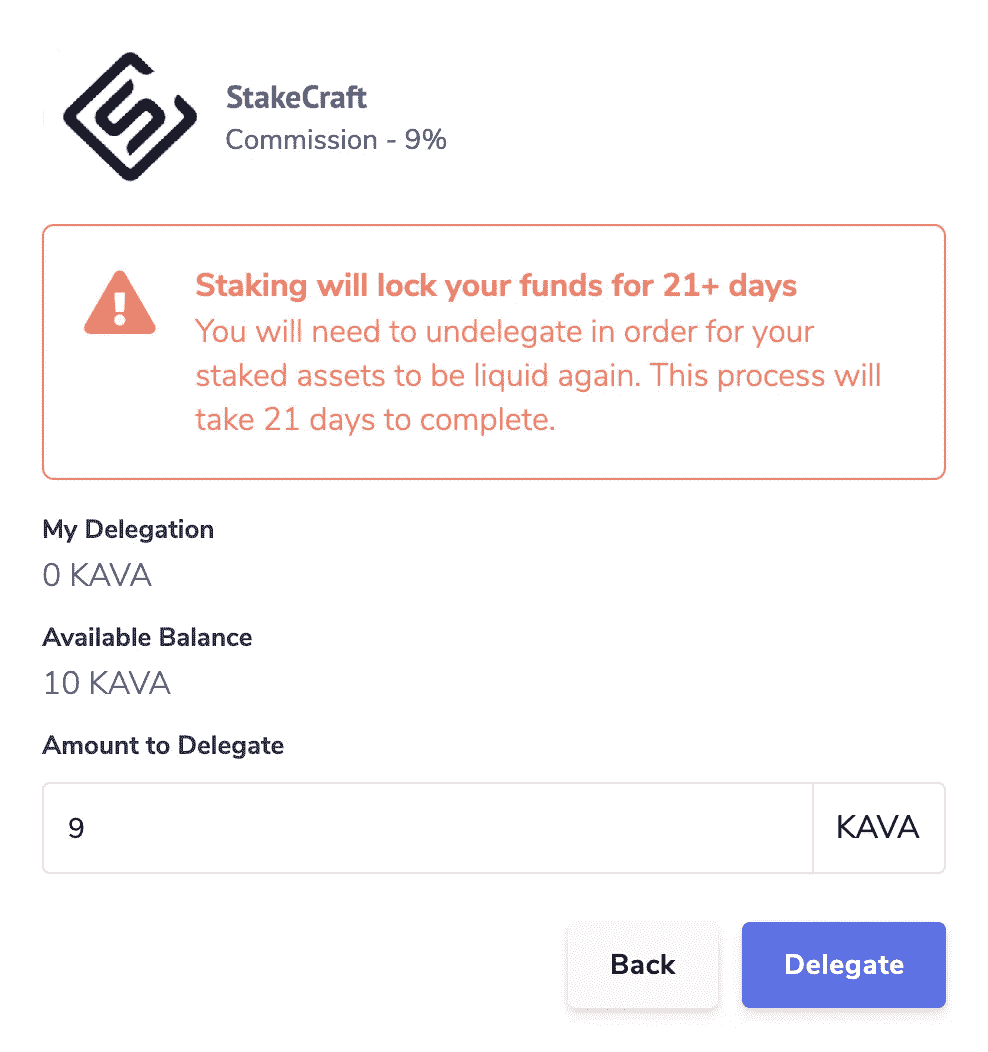 StakeCraft
Commission - 9%
Staking will lock your funds for 21+ days
You will need to undelegate in order for your
staked assets to be liquid again. This process will
take 21 days to complete.
My Delegation
0 KAVA
Available Balance
10 KAVA
Amount to Delegate
9 KAVA
Back Delegate